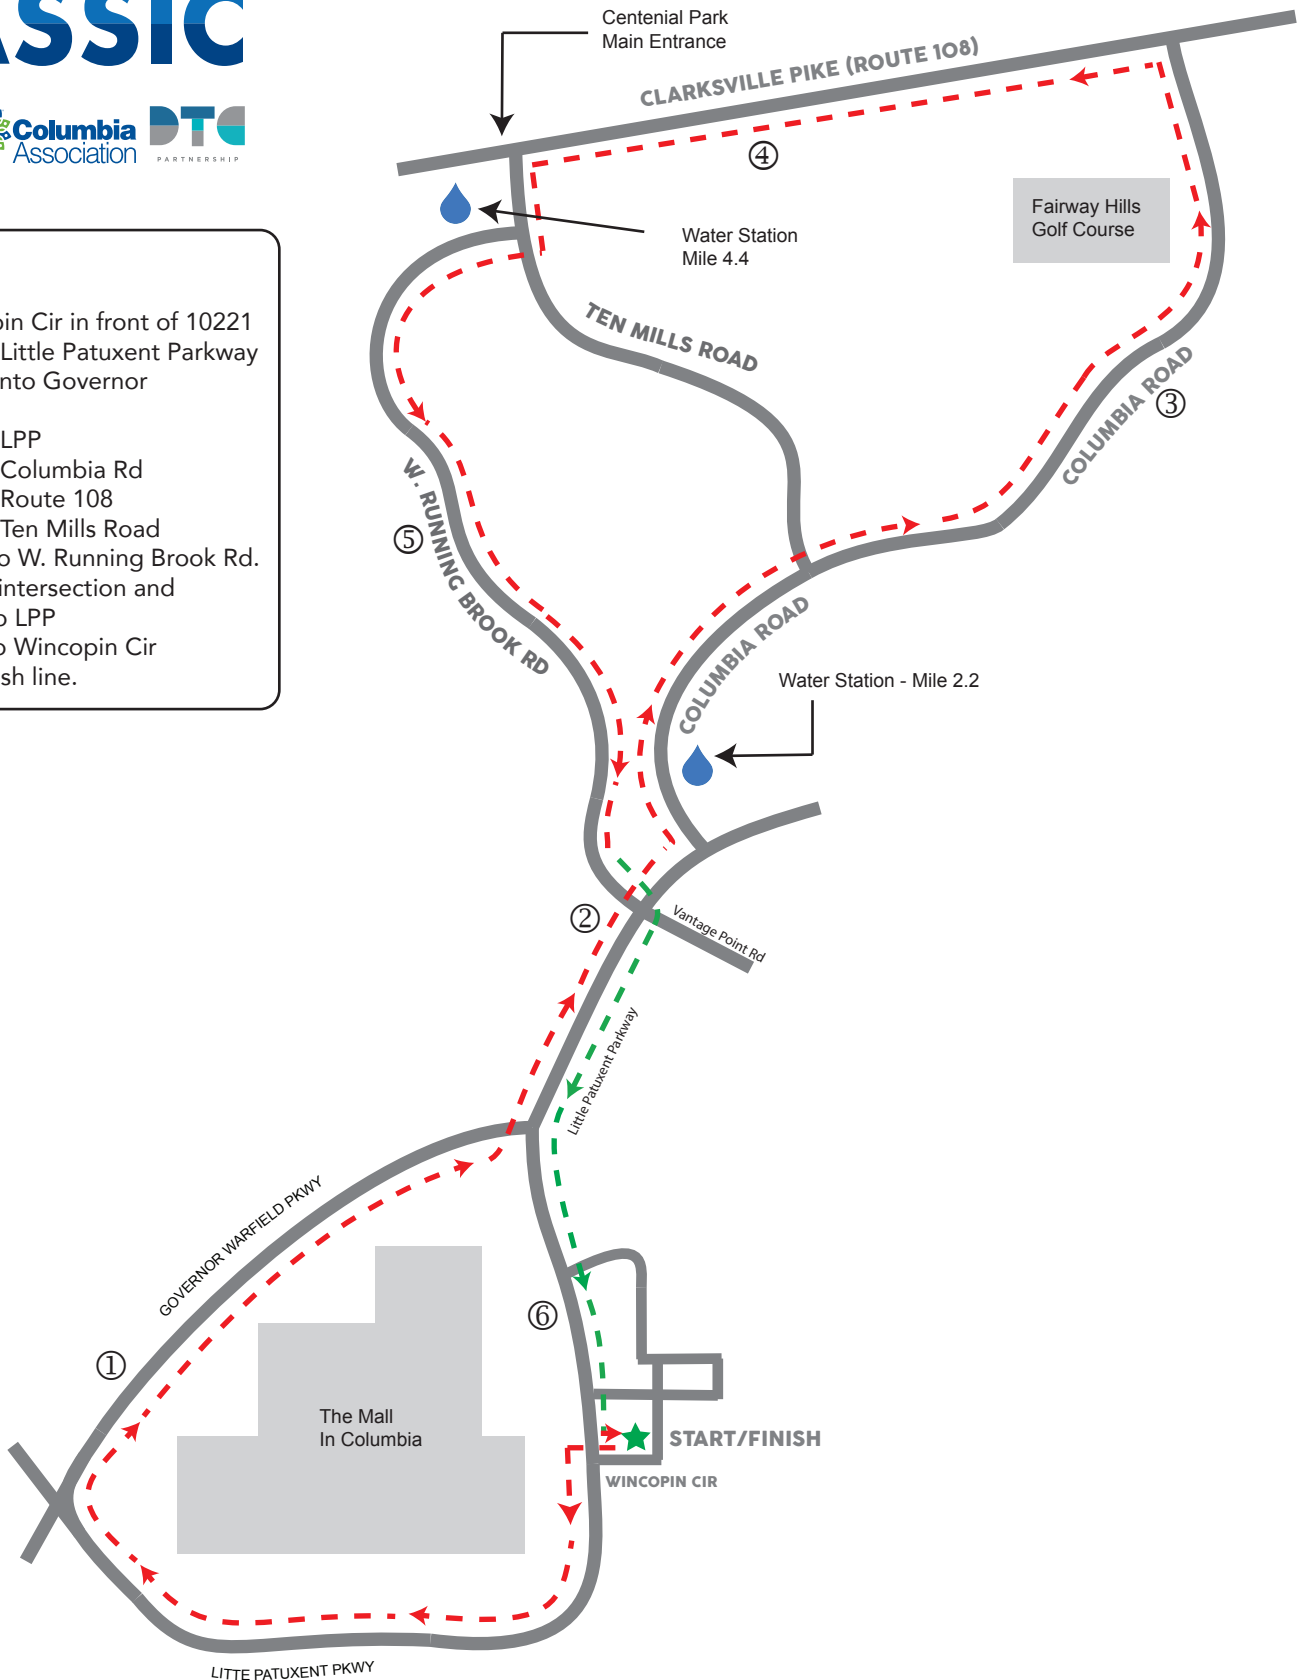 ASSIC
Columbia
Association
DTC
PARTNERSHIP
Centenial Park
Main Entrance
CLARKSVILLE PIKE (ROUTE 108)
4
Fairway Hills
Golf Course
Water Station
Mile 4.4
pin Cir in front of 10221
Little Patuxent Parkway
nto Governor
LPP
Columbia Rd
Route 108
Ten Mills Road
o W. Running Brook Rd.
intersection and
o LPP
o Wincopin Cir
sh line.
TEN MILLS ROAD
COLUMBIA ROAD
3
W. RUNNING BROOK RD
5
COLUMBIA ROAD
Water Station - Mile 2.2
2
Vantage Point Rd
Little Patuxent Parkway
GOVERNOR WARFIELD PKWY
6
1
The Mall
In Columbia
START/FINISH
WINCOPIN CIR
LITTE PATUXENT PKWY